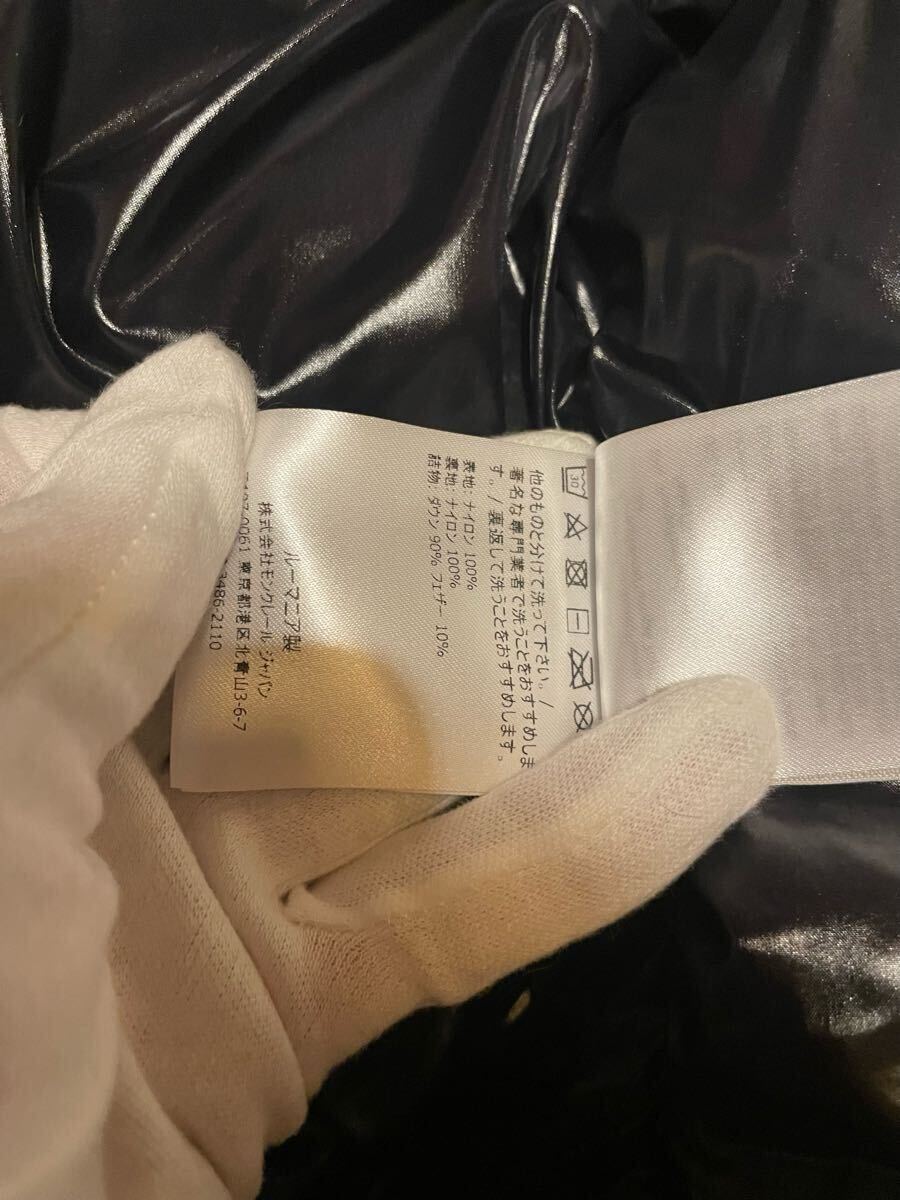 30
他のものと分けて洗って下さい。/
著名な専門業者で洗うことをおすすめしま
す。/ 裏返して洗うことをおすすめします。
表地: ナイロン 100%
裏地: ナイロン 100%
詰物: ダウン 90% フェザー 10%
ルーマニア製
株式会社モンクレール ジャパン
0061 東京都港区北青山3-6-7
3486-2110